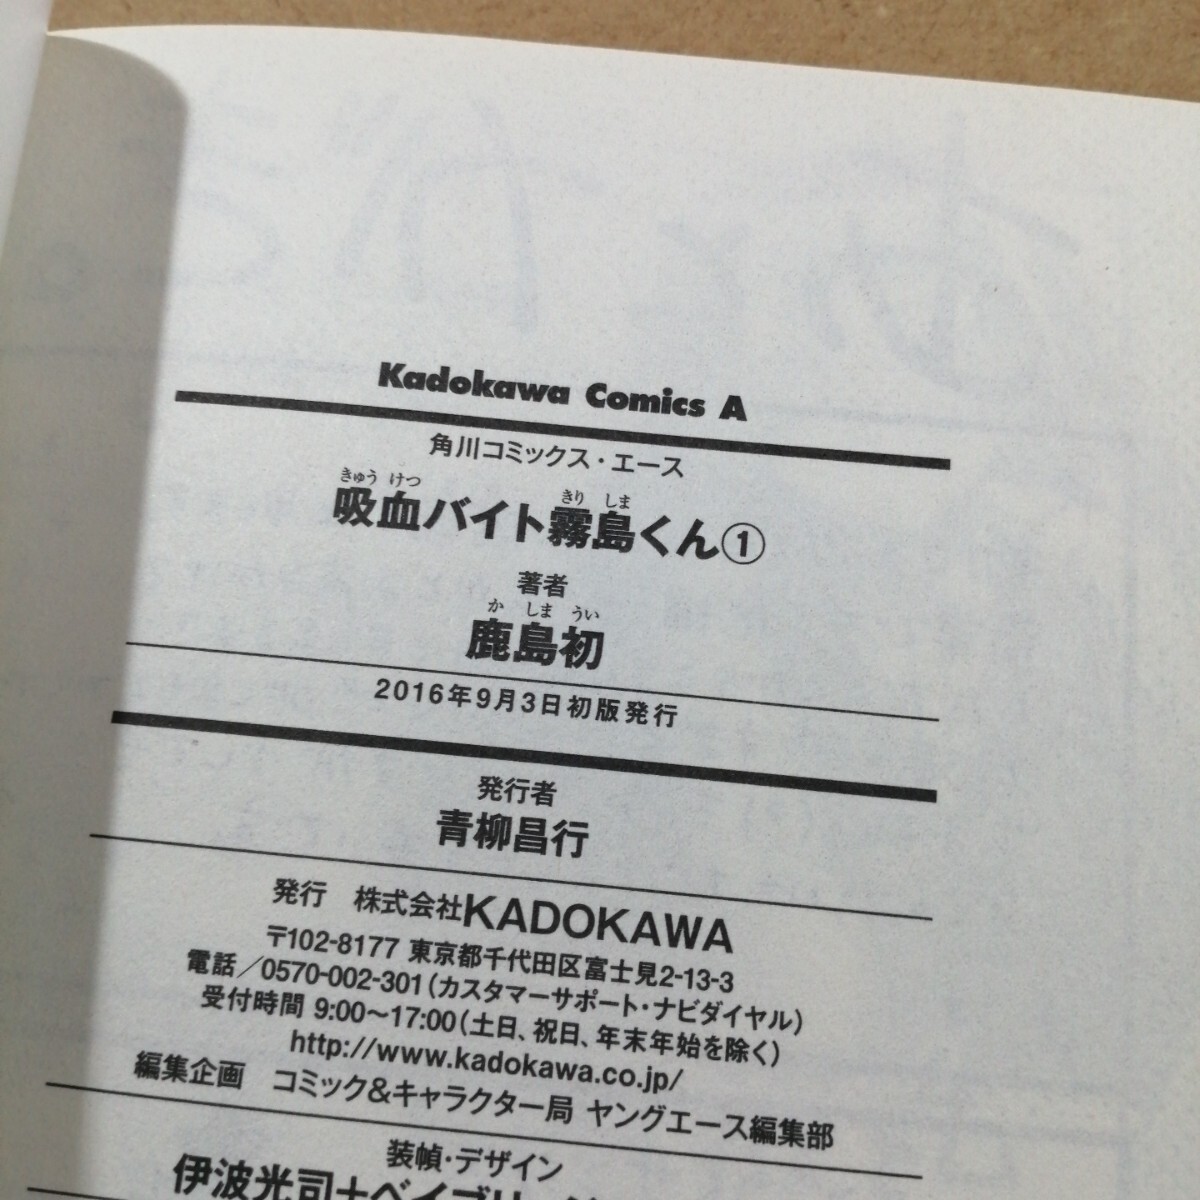 Kadokawa Comics A
角川コミックス・エース
きゅう けつ きり しま
吸血バイト霧島くん①
著者
か しま うい
鹿島初
2016年9月3日初版発行
発行者
青柳昌行
発行 株式会社KADOKAWA
〒102-8177 東京都千代田区富士見2-13-3
電話/0570-002-301(カスタマーサポート・ナビダイヤル)
受付時間 9:00～17:00(土日、祝日、年末年始を除く)
http://www.kadokawa.co.jp/
編集企画 コミック&キャラクター局 ヤングエース編集部
装幀・デザイン
伊波光司+ベイブリッジ